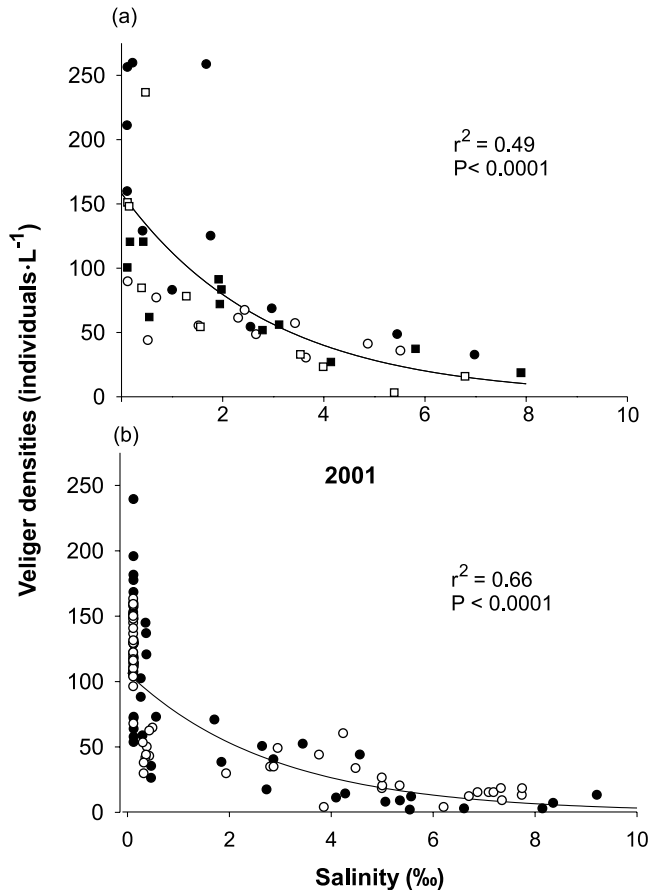 (a)
250
200
150
100
50
0
r² = 0.49
P< 0.0001
0 2 4 6 8 10
Veliger densities (individuals·L⁻¹)
(b)
2001
250
200
150
100
50
0
r² = 0.66
P < 0.0001
0 2 4 6 8 10
Salinity (‰)